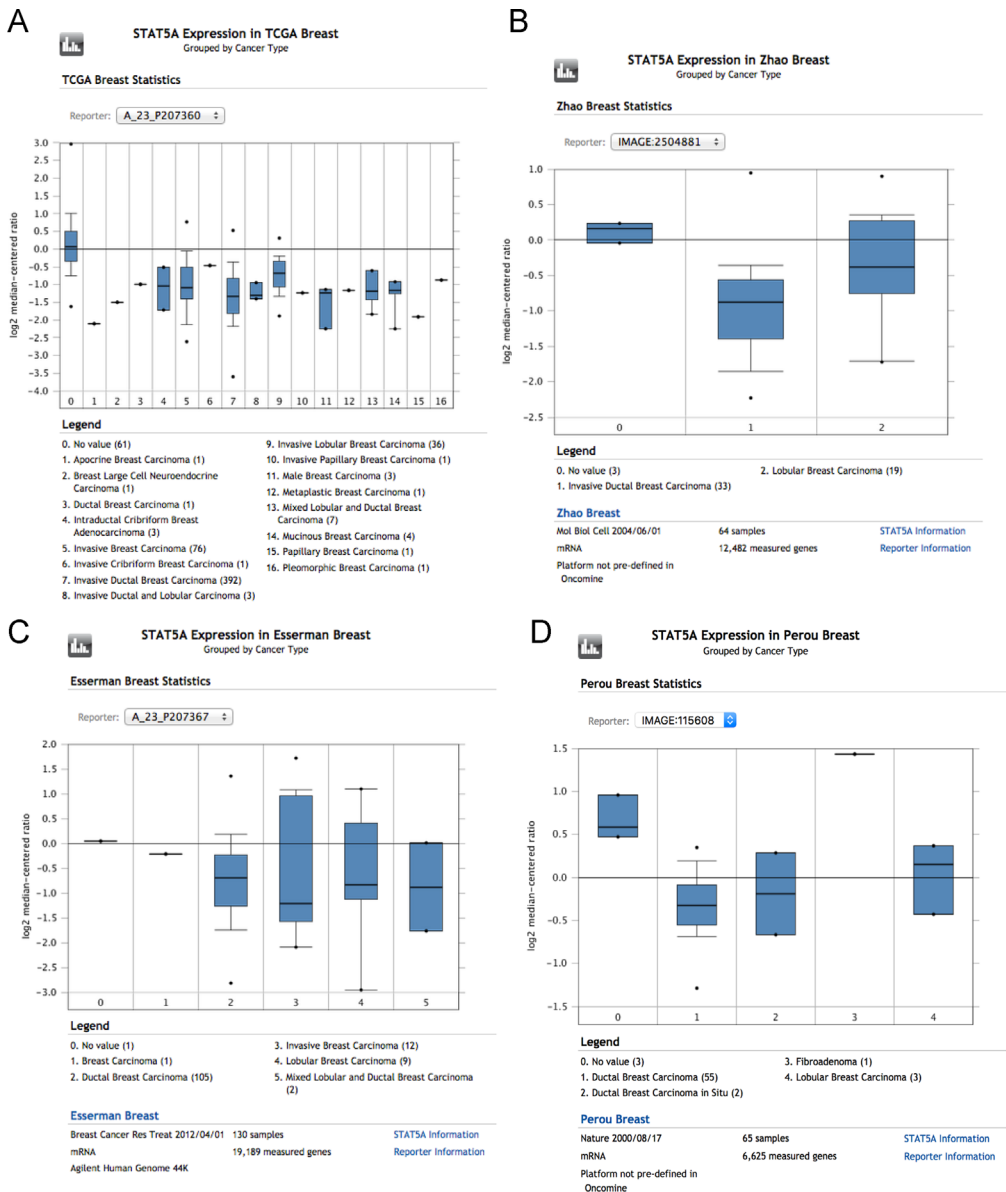 A
STAT5A Expression in TCGA Breast
Grouped by Cancer Type
TCGA Breast Statistics
Reporter: A_23_P207360
3.0
2.5
2.0
1.5
1.0
0.5
0.0
-0.5
-1.0
-1.5
-2.0
-2.5
-3.0
-3.5
-4.0
log2 median-centered ratio
0 1 2 3 4 5 6 7 8 9 10 11 12 13 14 15 16
Legend
0. No value (61)
1. Apocrine Breast Carcinoma (1)
2. Breast Large Cell Neuroendocrine
Carcinoma (1)
3. Ductal Breast Carcinoma (1)
4. Intraductal Cribriform Breast
Adenocarcinoma (3)
5. Invasive Breast Carcinoma (76)
6. Invasive Cribriform Breast Carcinoma (1)
7. Invasive Ductal Breast Carcinoma (392)
8. Invasive Ductal and Lobular Carcinoma (3)
9. Invasive Lobular Breast Carcinoma (36)
10. Invasive Papillary Breast Carcinoma (1)
11. Male Breast Carcinoma (3)
12. Metaplastic Breast Carcinoma (1)
13. Mixed Lobular and Ductal Breast
Carcinoma (7)
14. Mucinous Breast Carcinoma (4)
15. Papillary Breast Carcinoma (1)
16. Pleomorphic Breast Carcinoma (1)
B
STAT5A Expression in Zhao Breast
Grouped by Cancer Type
Zhao Breast Statistics
Reporter: IMAGE:2504881
1.0
0.5
0.0
-0.5
-1.0
-1.5
-2.0
-2.5
log2 median-centered ratio
0 1 2
Legend
0. No value (3)
1. Invasive Ductal Breast Carcinoma (33)
2. Lobular Breast Carcinoma (19)
Zhao Breast
Mol Biol Cell 2004/06/01 64 samples STAT5A Information
mRNA 12,482 measured genes Reporter Information
Platform not pre-defined in
Oncomine
C
STAT5A Expression in Esserman Breast
Grouped by Cancer Type
Esserman Breast Statistics
Reporter: A_23_P207367
2.0
1.5
1.0
0.5
0.0
-0.5
-1.0
-1.5
-2.0
-2.5
-3.0
log2 median-centered ratio
0 1 2 3 4 5
Legend
0. No value (1)
1. Breast Carcinoma (1)
2. Ductal Breast Carcinoma (105)
3. Invasive Breast Carcinoma (12)
4. Lobular Breast Carcinoma (9)
5. Mixed Lobular and Ductal Breast Carcinoma
(2)
Esserman Breast
Breast Cancer Res Treat 2012/04/01 130 samples STAT5A Information
mRNA 19,189 measured genes Reporter Information
Agilent Human Genome 44K
D
STAT5A Expression in Perou Breast
Grouped by Cancer Type
Perou Breast Statistics
Reporter: IMAGE:115608
1.5
1.0
0.5
0.0
-0.5
-1.0
-1.5
log2 median-centered ratio
0 1 2 3 4
Legend
0. No value (3)
1. Ductal Breast Carcinoma (55)
2. Ductal Breast Carcinoma in Situ (2)
3. Fibroadenoma (1)
4. Lobular Breast Carcinoma (3)
Perou Breast
Nature 2000/08/17 65 samples STAT5A Information
mRNA 6,625 measured genes Reporter Information
Platform not pre-defined in
Oncomine